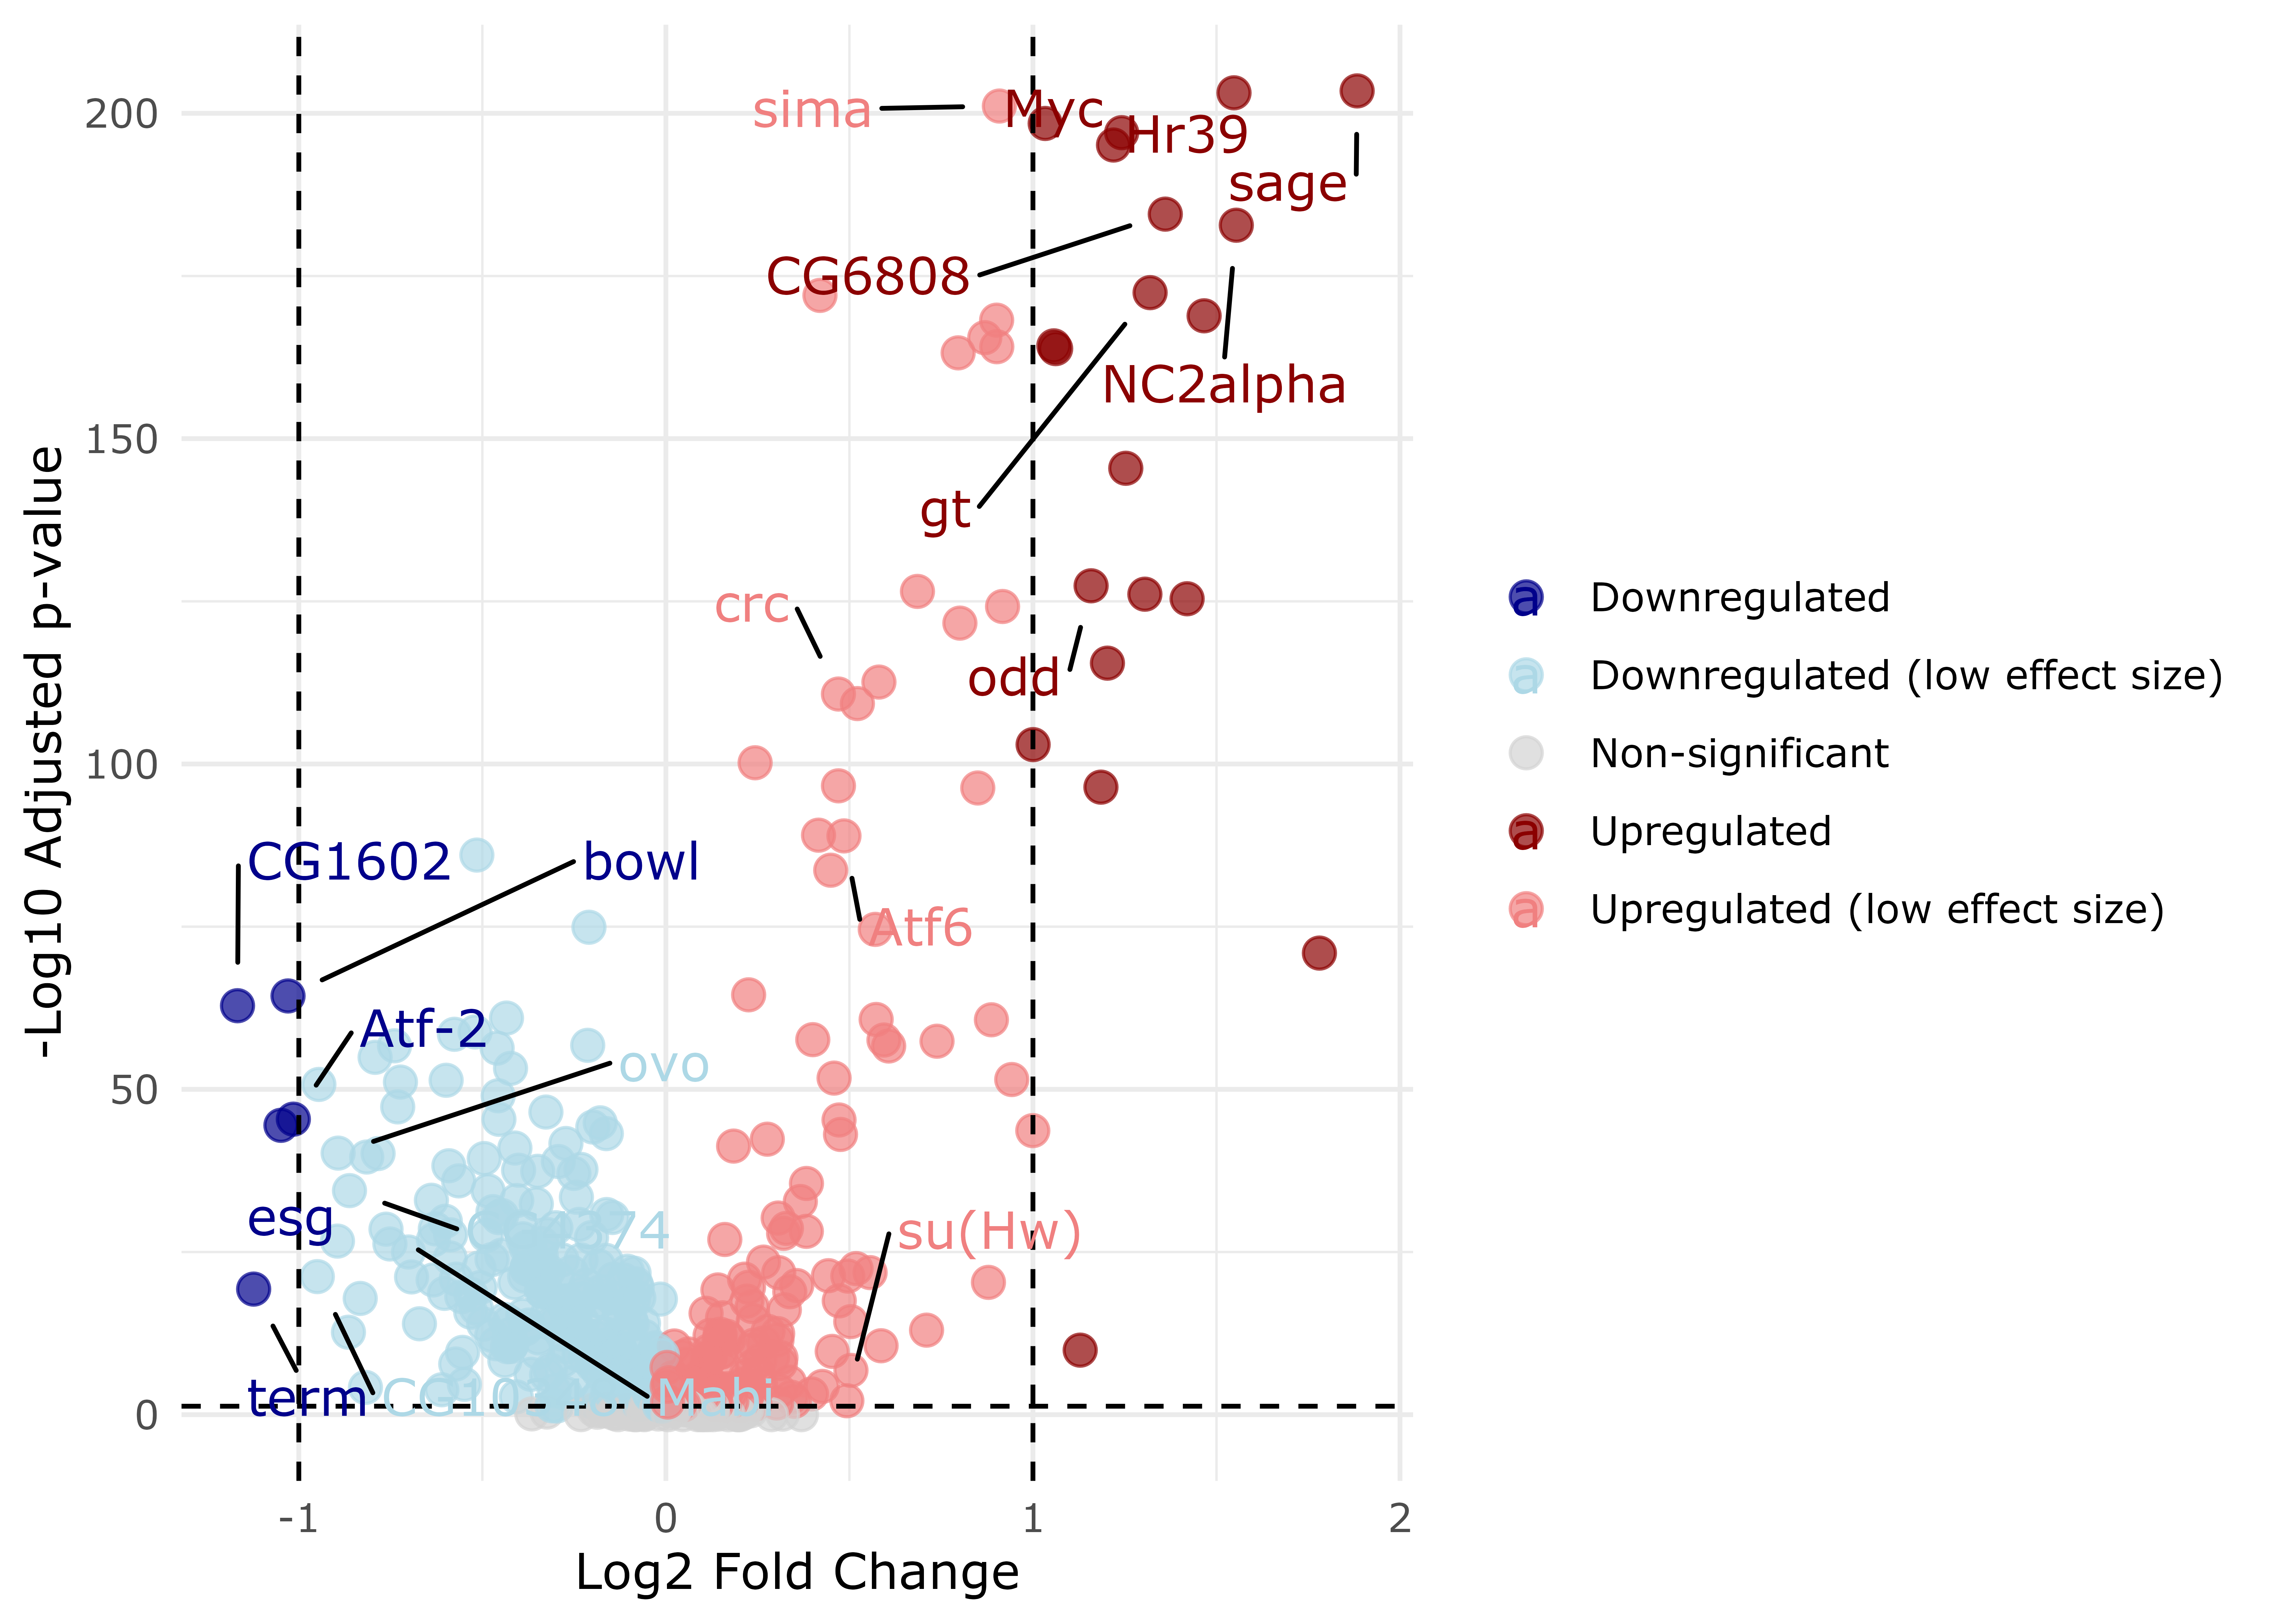 -Log10 Adjusted p-value
200
150
100
50
0
sima
Myc
Hr39
sage
CG6808
NC2alpha
gt
crc
odd
CG1602
bowl
Atf6
Atf-2
ovo
esg
74
su(Hw)
term
Mabi
-1
0
1
2
Log2 Fold Change
a Downregulated
a Downregulated (low effect size)
Non-significant
a Upregulated
a Upregulated (low effect size)